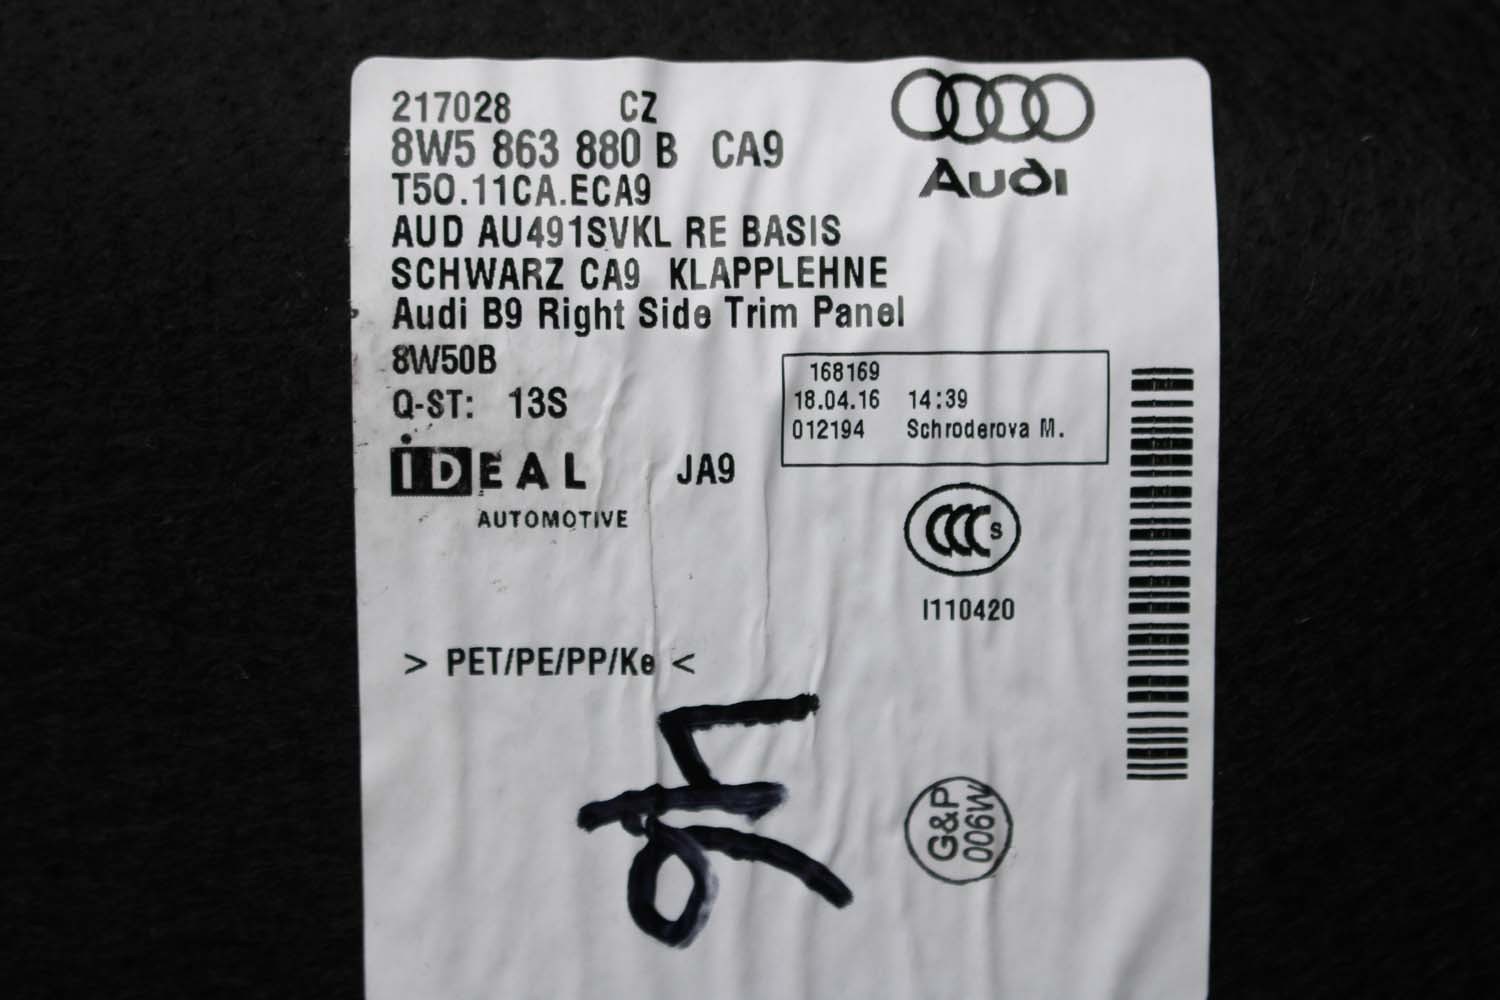 217028 CZ
8W5 863 880 B CA9
T50.11CA.ECA9
AUD AU491SVKL RE BASIS
SCHWARZ CA9 KLAPPLEHNE
Audi B9 Right Side Trim Panel
8W50B
Q-ST: 13S
IDEAL JA9
AUTOMOTIVE
> PET/PE/PP/Ke <
Audi
168169
18.04.16 14:39
012194 Schroderova M.
CCC S
I110420
G&P
006W